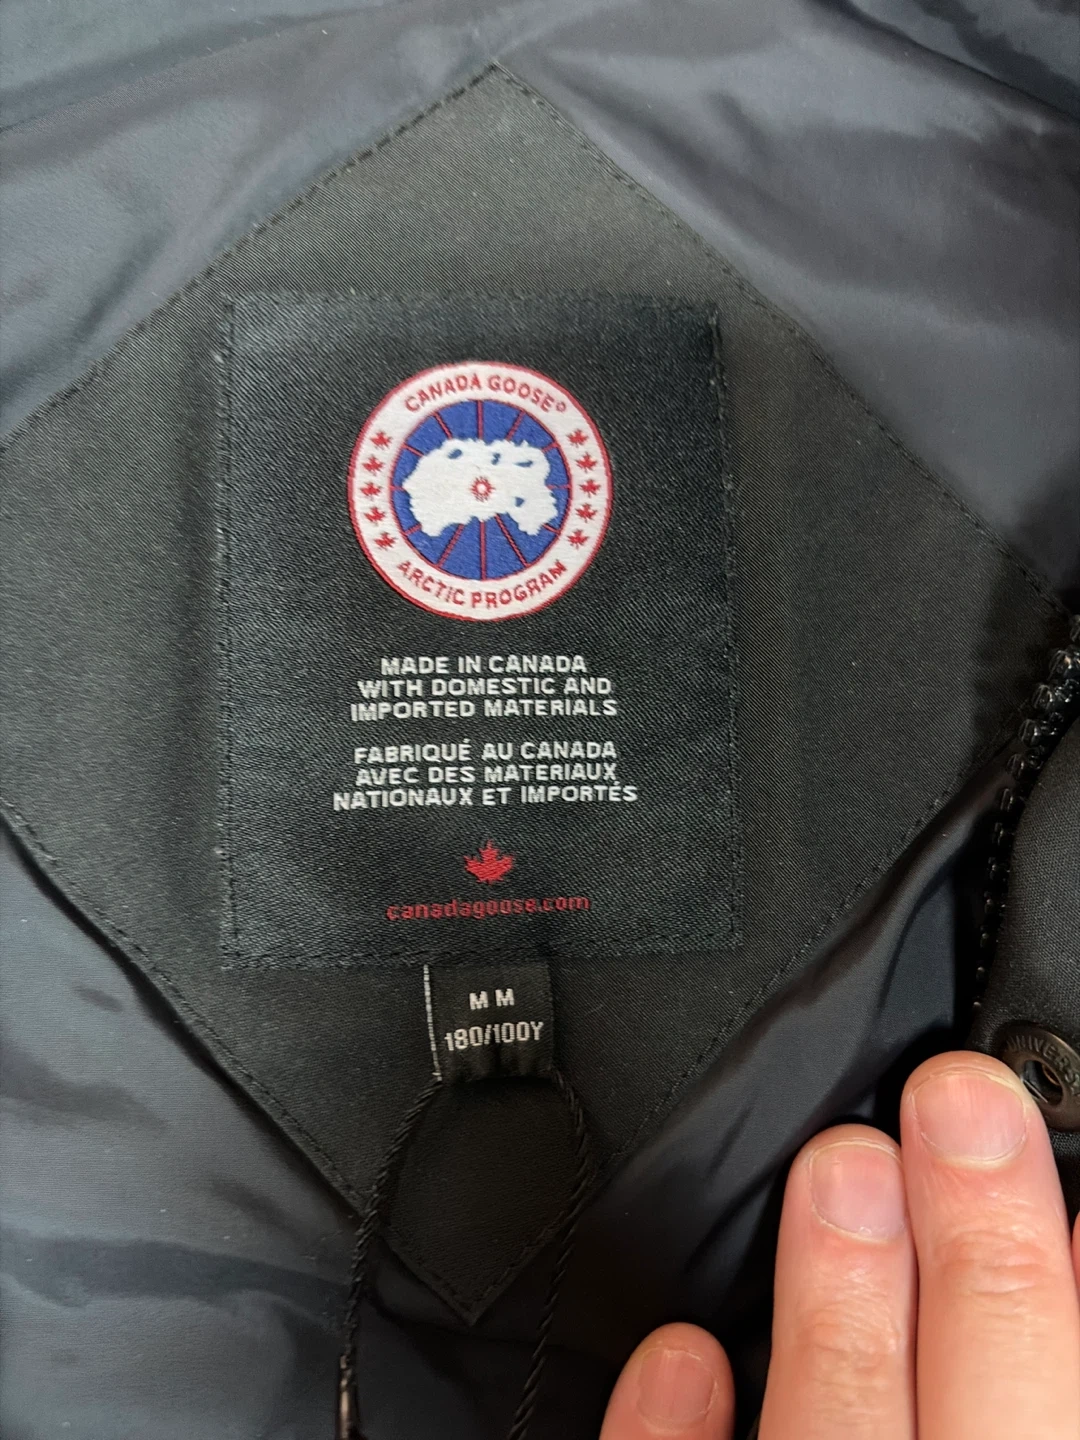 CANADA GOOSE
ARCTIC PROGRAM
MADE IN CANADA
WITH DOMESTIC AND
IMPORTED MATERIALS
FABRIQUÉ AU CANADA
AVEC DES MATERIAUX
NATIONAUX ET IMPORTÉS
canadagoose.com
M M
180/100Y